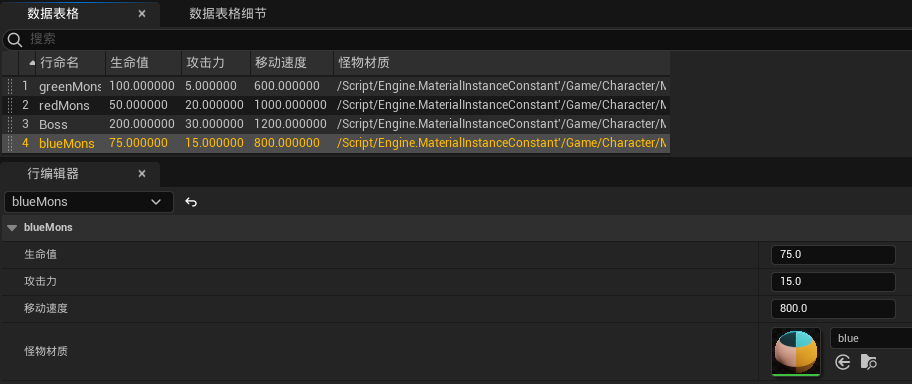 数据表格 × 数据表格细节
搜索
行命名 生命值 攻击力 移动速度 怪物材质
1 greenMons 100.000000 5.000000 600.000000 /Script/Engine.MaterialInstanceConstant'/Game/Character/M
2 redMons 50.000000 20.000000 1000.000000 /Script/Engine.MaterialInstanceConstant'/Game/Character/M
3 Boss 200.000000 30.000000 1200.000000 /Script/Engine.MaterialInstanceConstant'/Game/Character/M
4 blueMons 75.000000 15.000000 800.000000 /Script/Engine.MaterialInstanceConstant'/Game/Character/M
行编辑器 ×
blueMons
blueMons
生命值 75.0
攻击力 15.0
移动速度 800.0
怪物材质 blue